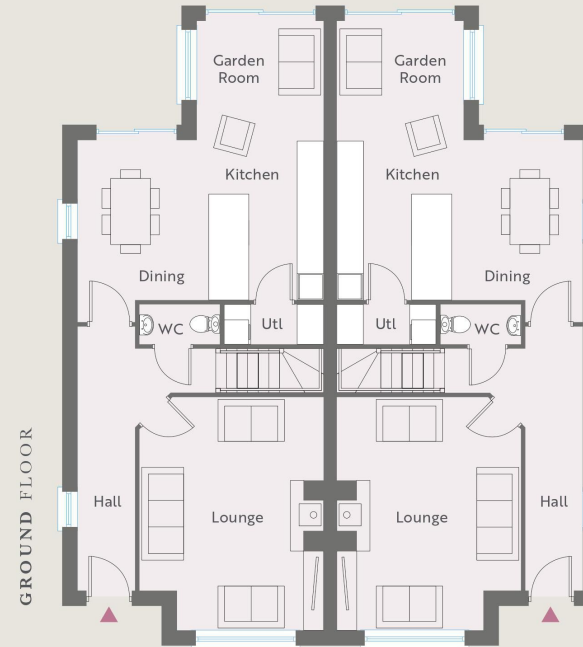 Garden
Room
Garden
Room
Kitchen
Kitchen
Dining
Dining
WC
Utl
Utl
WC
Hall
Lounge
Lounge
Hall
GROUND FLOOR